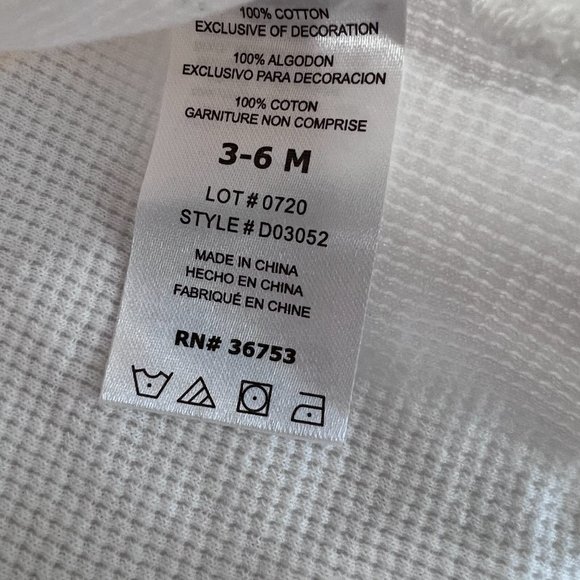 100% COTTON
EXCLUSIVE OF DECORATION
100% ALGODON
EXCLUSIVO PARA DECORACION
100% COTON
GARNITURE NON COMPRISE
3-6 M
LOT # 0720
STYLE # D03052
MADE IN CHINA
HECHO EN CHINA
FABRIQUÉ EN CHINE
RN# 36753